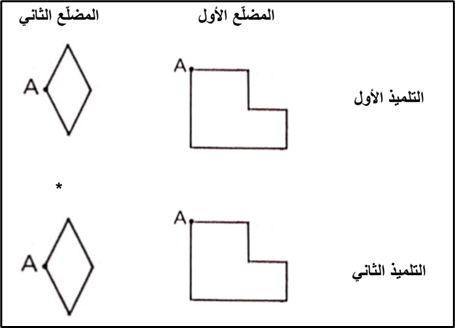 المضلّع الأول المضلّع الثاني
A A
التلميذ الأول
*
A A
التلميذ الثاني